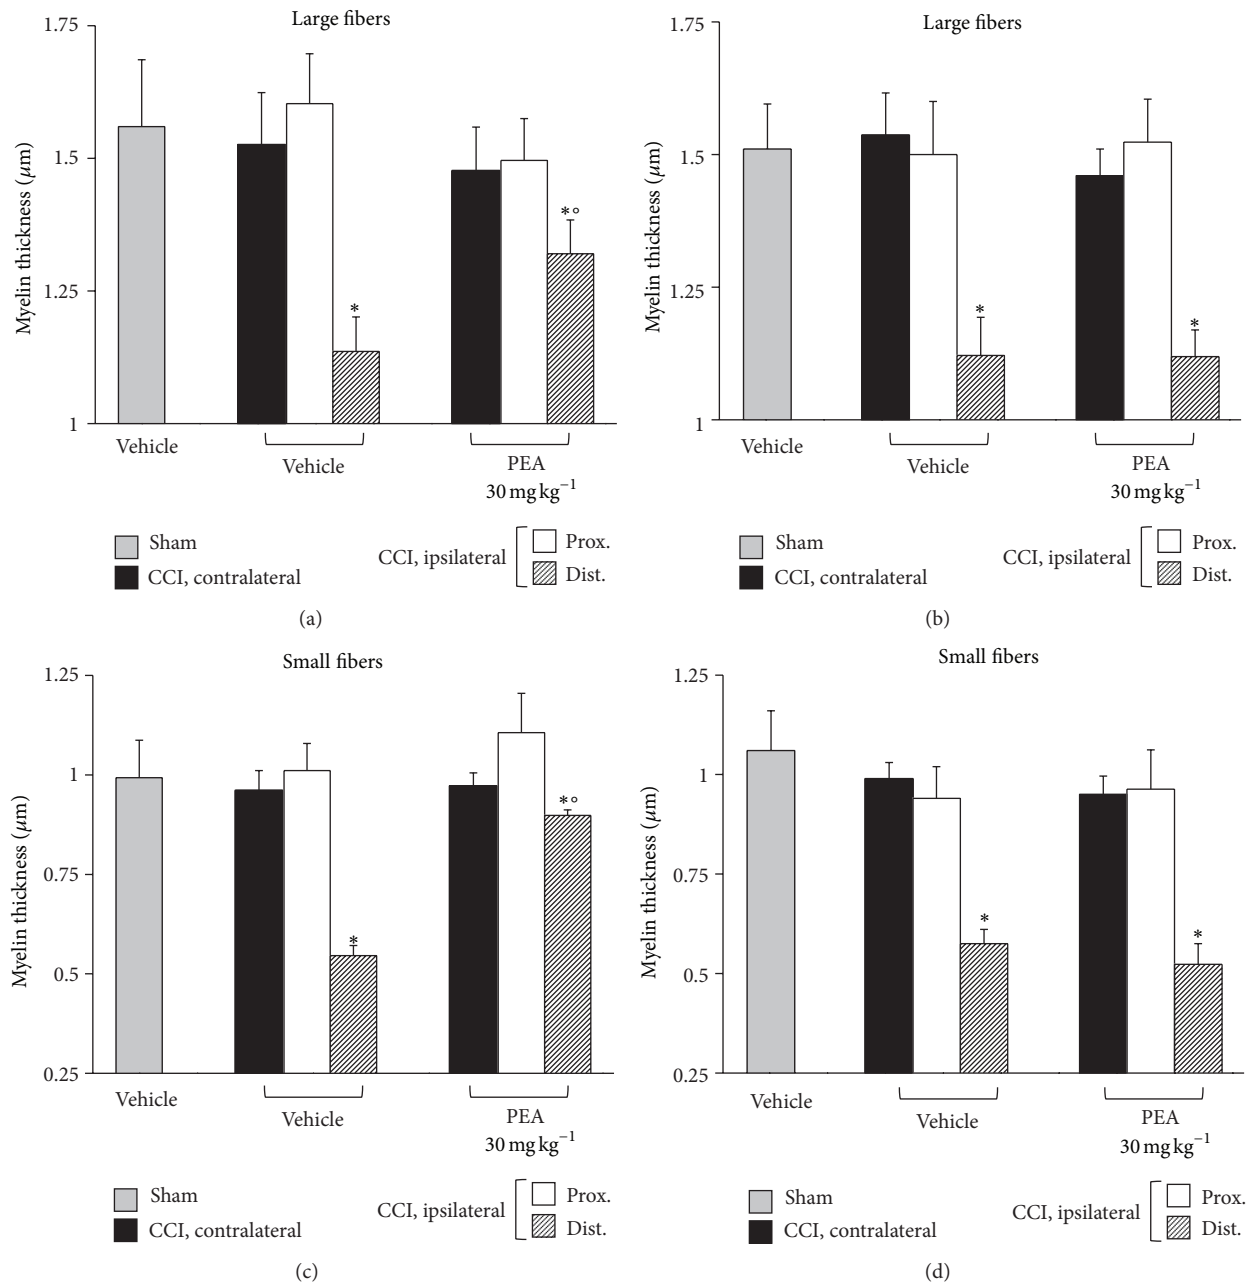 Large fibers
1.75
1.5
1.25
1
Myelin thickness (μm)
*
*°
Vehicle
Vehicle
PEA
30 mg kg⁻¹
Sham
CCI, contralateral
CCI, ipsilateral
Prox.
Dist.
(a)
Large fibers
1.75
1.5
1.25
1
Myelin thickness (μm)
*
*
Vehicle
Vehicle
PEA
30 mg kg⁻¹
Sham
CCI, contralateral
CCI, ipsilateral
Prox.
Dist.
(b)
Small fibers
1.25
1
0.75
0.5
0.25
Myelin thickness (μm)
*
*°
Vehicle
Vehicle
PEA
30 mg kg⁻¹
Sham
CCI, contralateral
CCI, ipsilateral
Prox.
Dist.
(c)
Small fibers
1.25
1
0.75
0.5
0.25
Myelin thickness (μm)
*
*
Vehicle
Vehicle
PEA
30 mg kg⁻¹
Sham
CCI, contralateral
CCI, ipsilateral
Prox.
Dist.
(d)